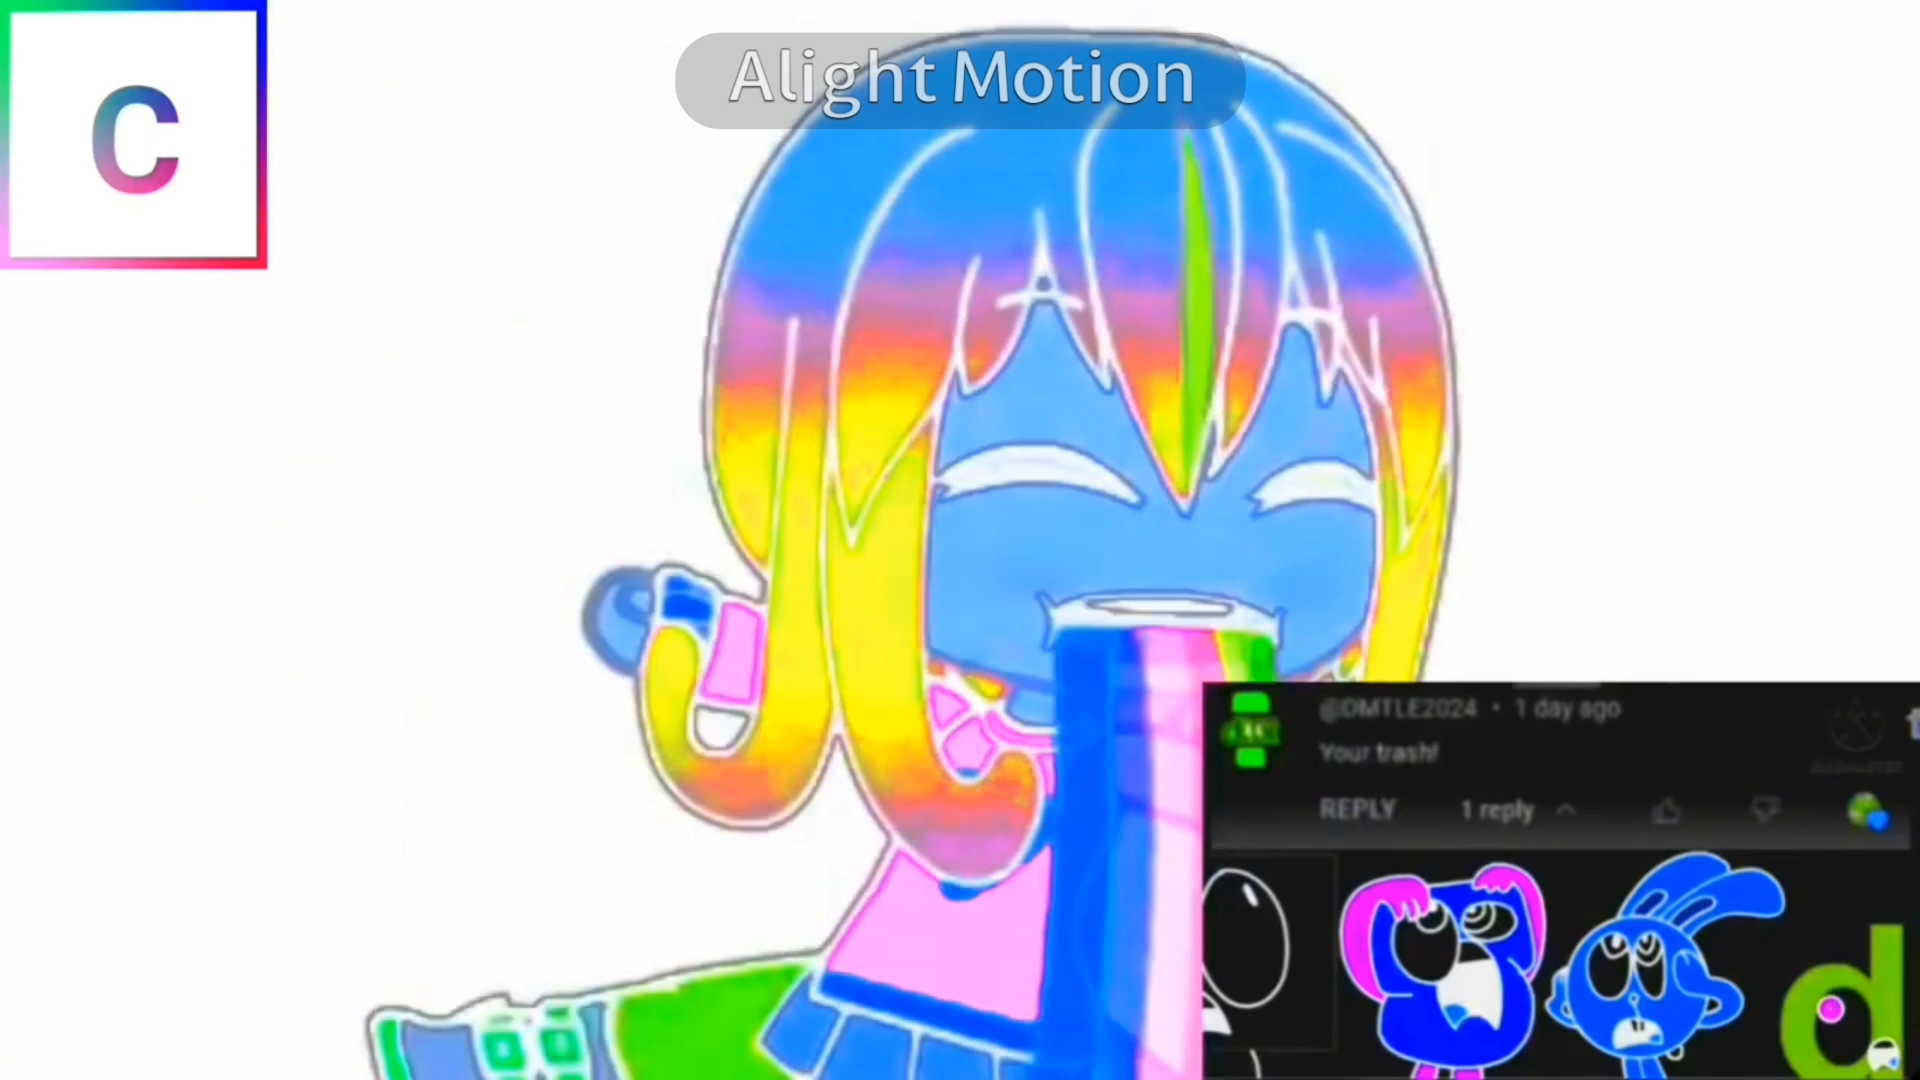 C
Alight Motion
@DMTLE2024 • 1 day ago
Your trash!
REPLY 1 reply
d